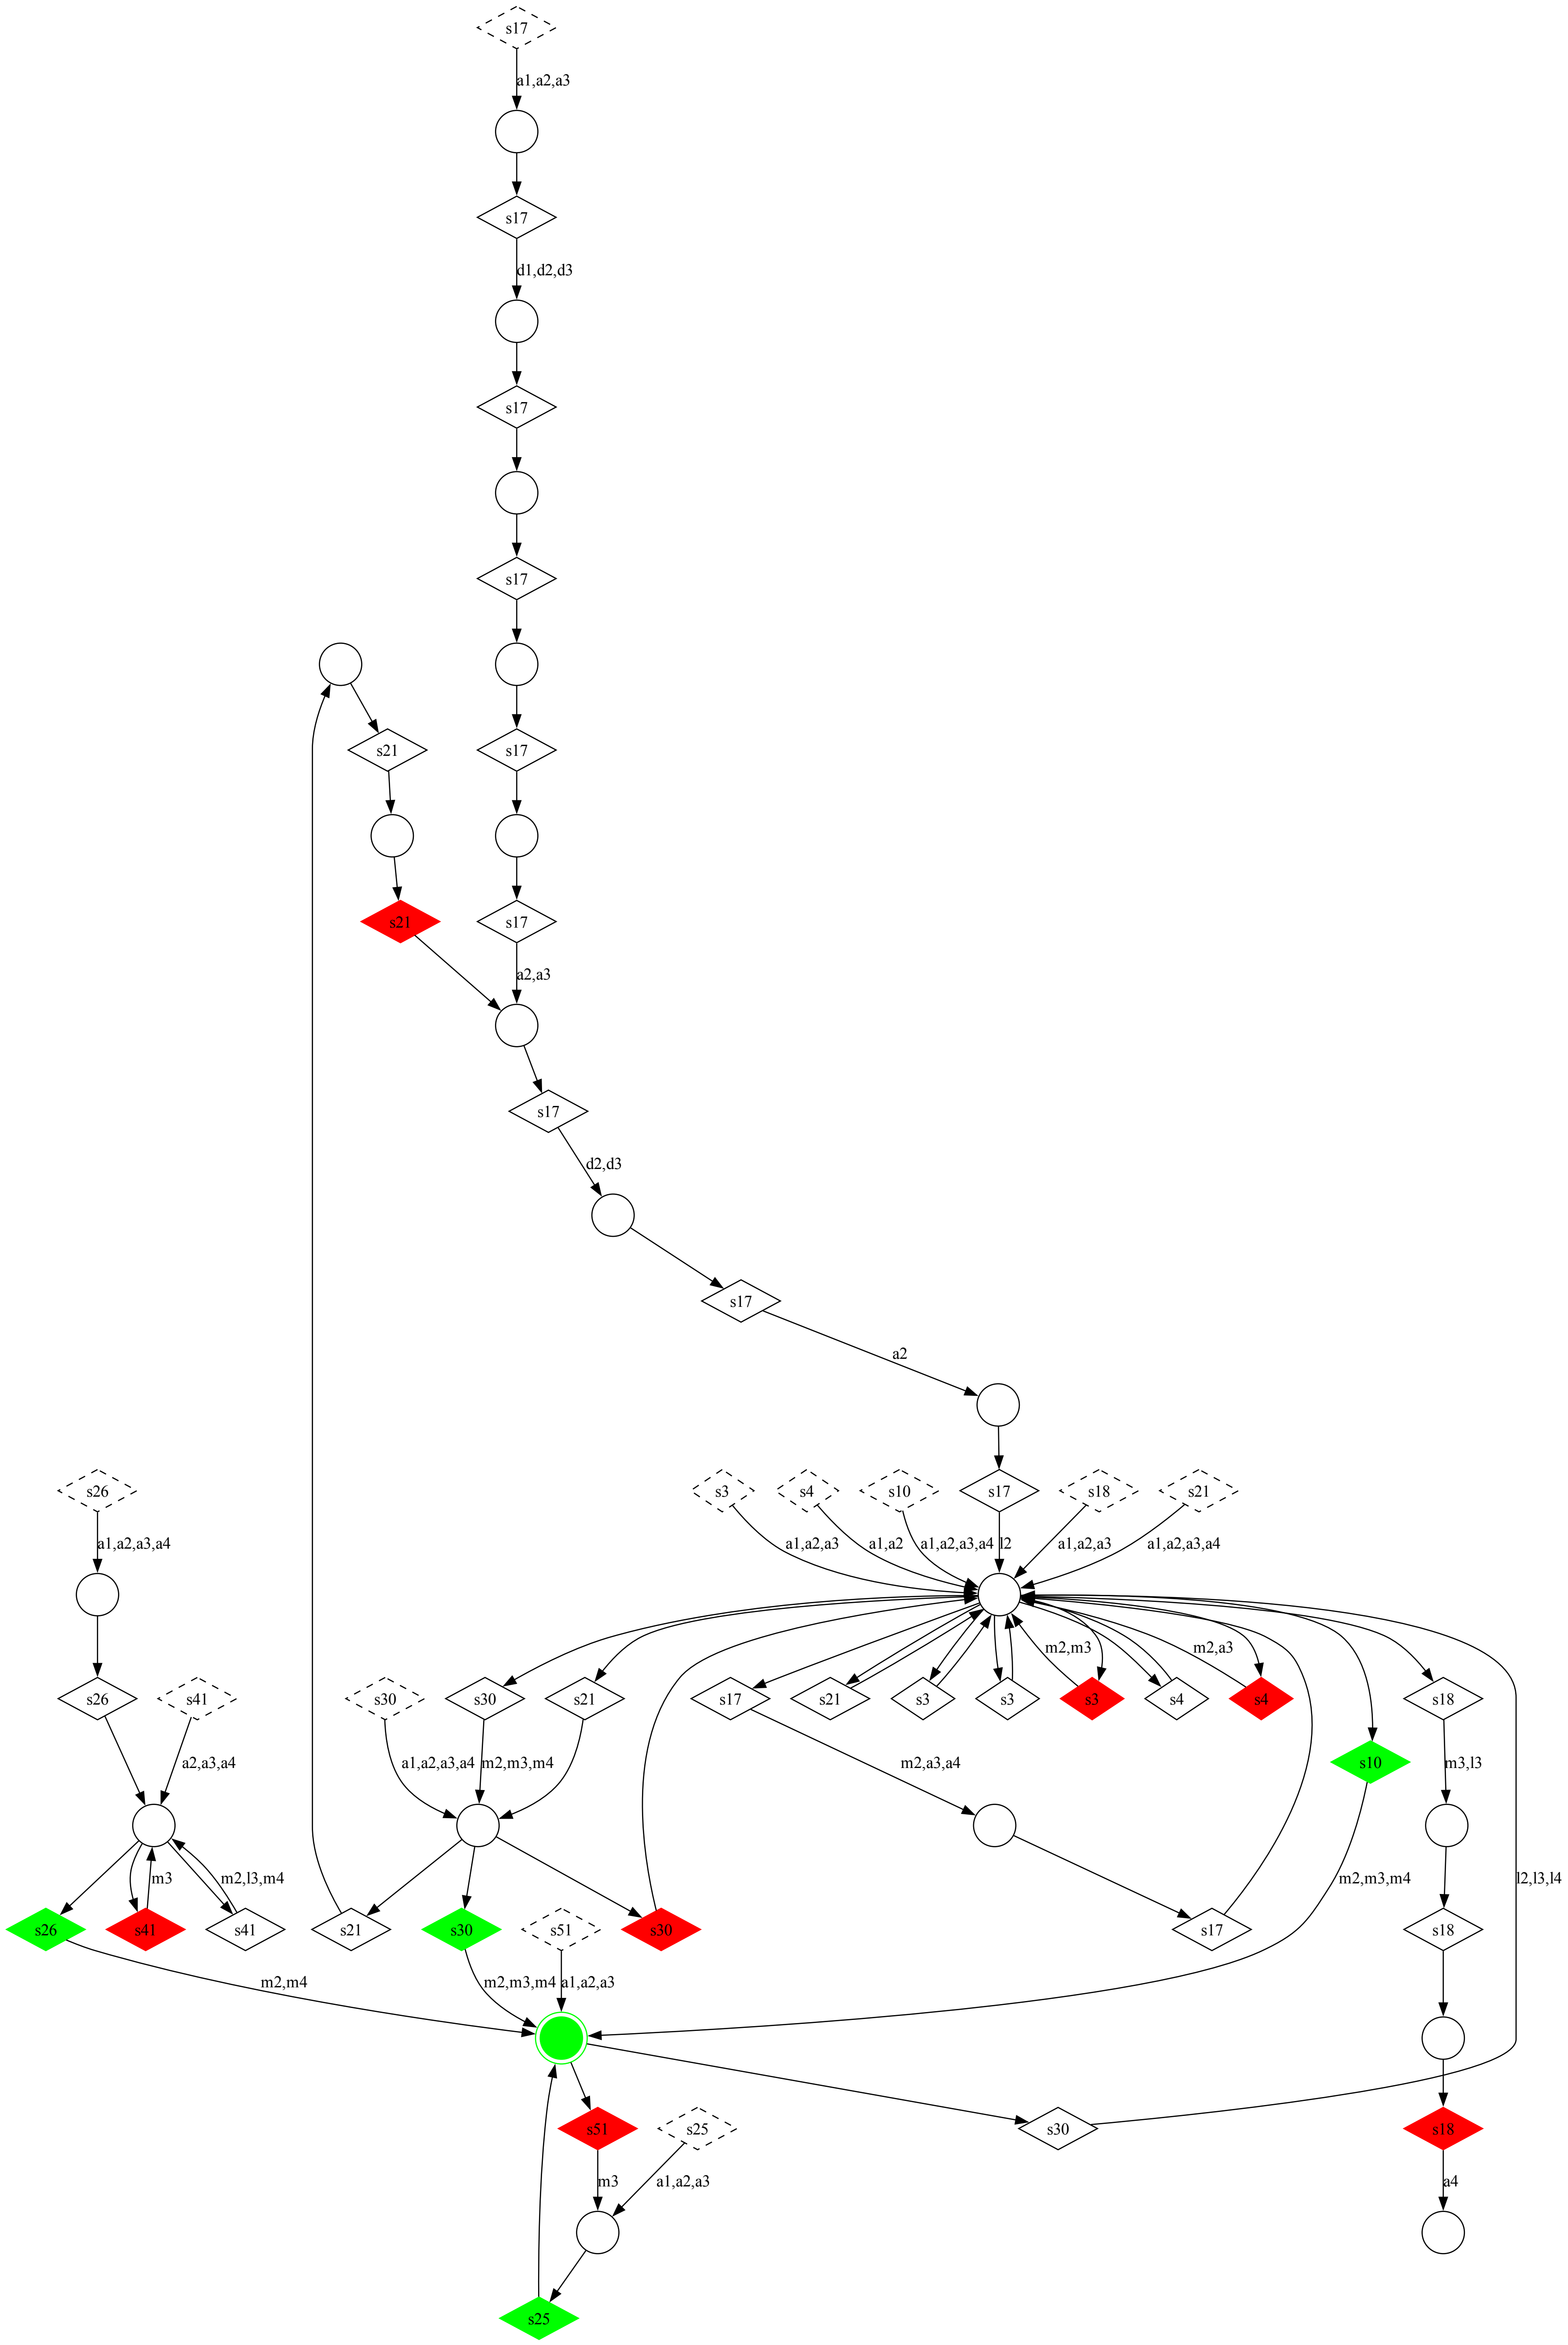 s17
a1,a2,a3
s17
d1,d2,d3
s17
s17
s17
s21
s21
s17
a2,a3
s17
d2,d3
s17
a2
s26
s3
s4
s10
s17
s18
s21
a1,a2,a3,a4
a1,a2,a3
a1,a2
a1,a2,a3,a4
l2
a1,a2,a3
a1,a2,a3,a4
m2,m3
m2,a3
s26
s41
s30
s30
s21
s17
s21
s3
s3
s3
s4
s4
s18
a2,a3,a4
a1,a2,a3,a4
m2,m3,m4
m2,a3,a4
s10
m3,l3
m3
m2,l3,m4
m2,m3,m4
l2,l3,l4
s26
s41
s41
s21
s30
s51
s30
s17
s18
m2,m4
m2,m3,m4
a1,a2,a3
s51
s25
s30
s18
m3
a1,a2,a3
a4
s25